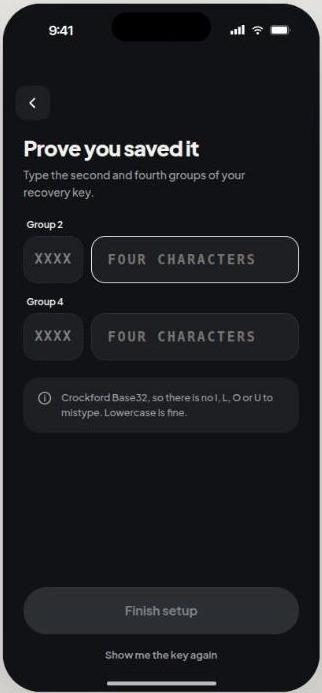 9:41
Prove you saved it
Type the second and fourth groups of your
recovery key.
Group 2
XXXX FOUR CHARACTERS
Group 4
XXXX FOUR CHARACTERS
Crockford Base32, so there is no I, L, O or U to
mistype. Lowercase is fine.
Finish setup
Show me the key again